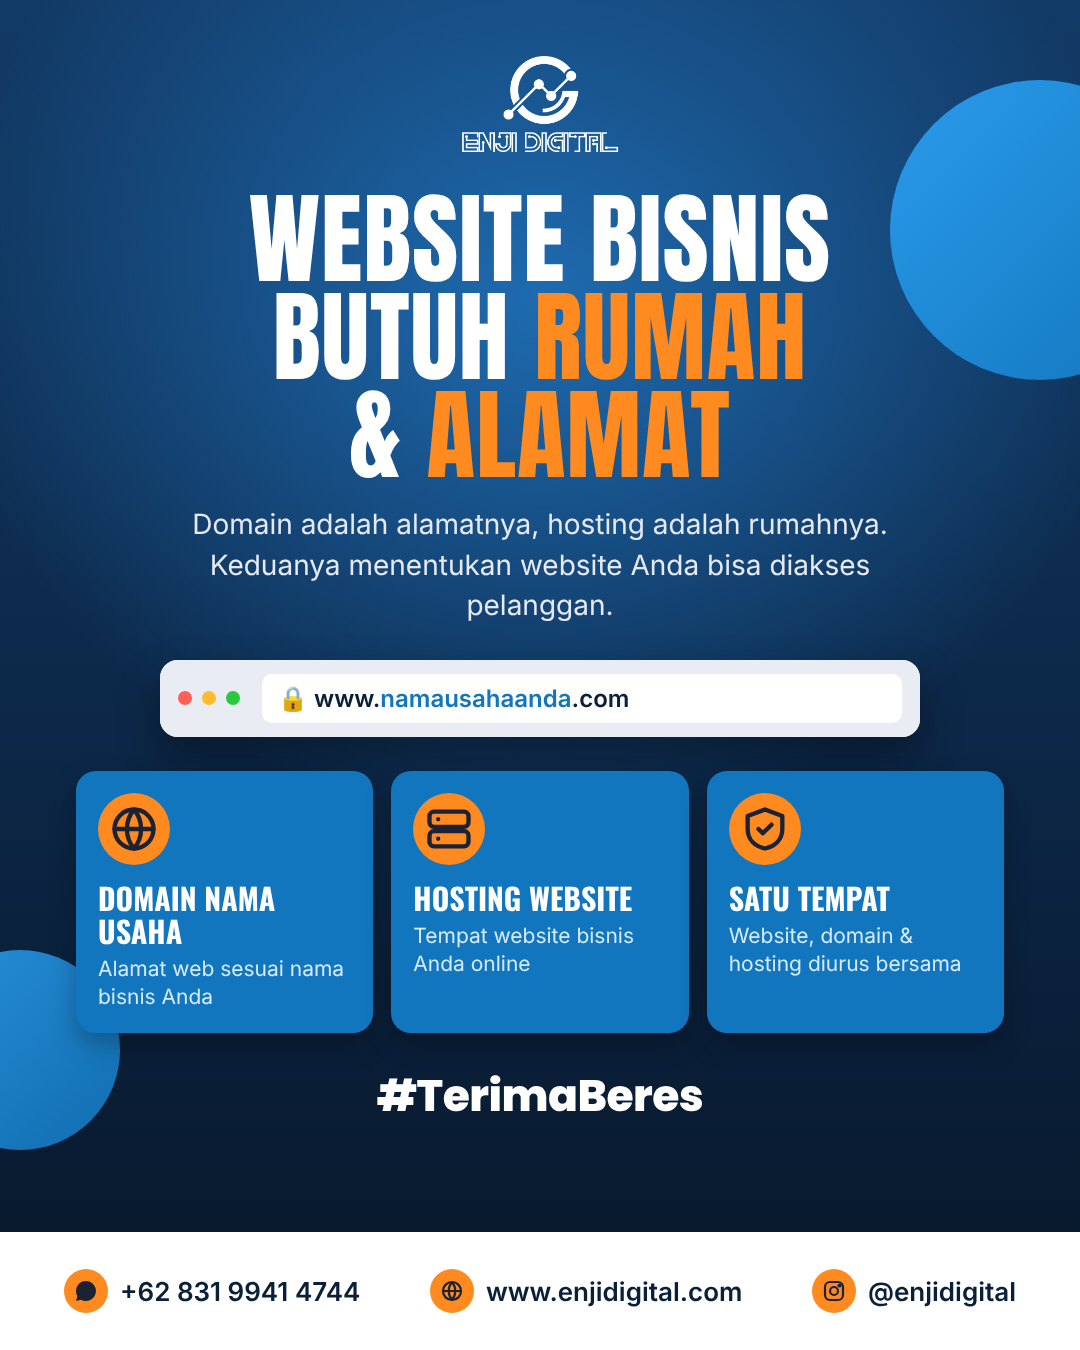 ENJI DIGITAL
WEBSITE BISNIS
BUTUH RUMAH
& ALAMAT
Domain adalah alamatnya, hosting adalah rumahnya.
Keduanya menentukan website Anda bisa diakses
pelanggan.
www.namausahaanda.com
DOMAIN NAMA
USAHA
Alamat web sesuai nama
bisnis Anda
HOSTING WEBSITE
Tempat website bisnis
Anda online
SATU TEMPAT
Website, domain &
hosting diurus bersama
#TerimaBeres
+62 831 9941 4744
www.enjidigital.com
@enjidigital